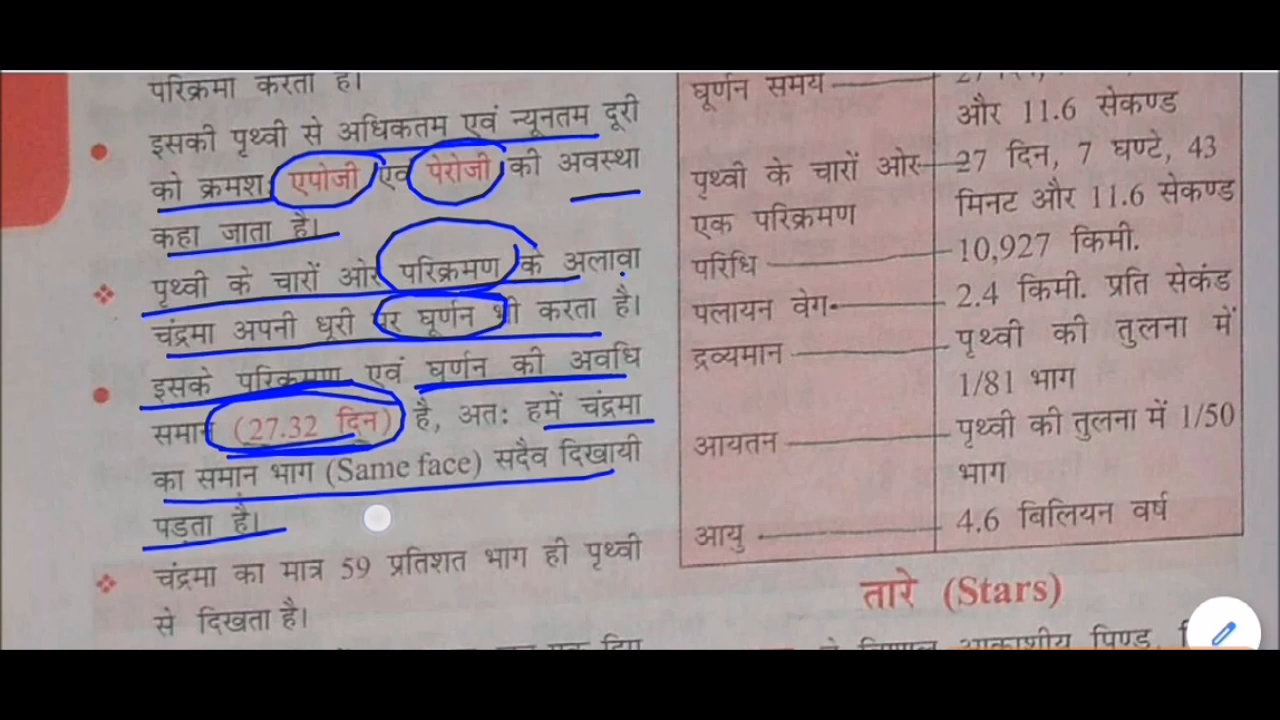 परिक्रमा करता है।
इसकी पृथ्वी से अधिकतम एवं न्यूनतम दूरी
को क्रमश: एपोजी एवं पेरोजी की अवस्था
कहा जाता है।
पृथ्वी के चारों ओर परिक्रमण के अलावा
चंद्रमा अपनी धूरी पर घूर्णन भी करता है।
इसके परिक्रमण एवं घूर्णन की अवधि
समान (27.32 दिन) है, अत: हमें चंद्रमा
का समान भाग (Same face) सदैव दिखायी
पड़ता है।
चंद्रमा का मात्र 59 प्रतिशत भाग ही पृथ्वी
से दिखता है।
घूर्णन समय
और 11.6 सेकण्ड
पृथ्वी के चारों ओर 27 दिन, 7 घण्टे, 43
एक परिक्रमण मिनट और 11.6 सेकण्ड
परिधि 10,927 किमी.
पलायन वेग 2.4 किमी. प्रति सेकंड
द्रव्यमान पृथ्वी की तुलना में
1/81 भाग
आयतन पृथ्वी की तुलना में 1/50
भाग
आयु 4.6 बिलियन वर्ष
तारे (Stars)